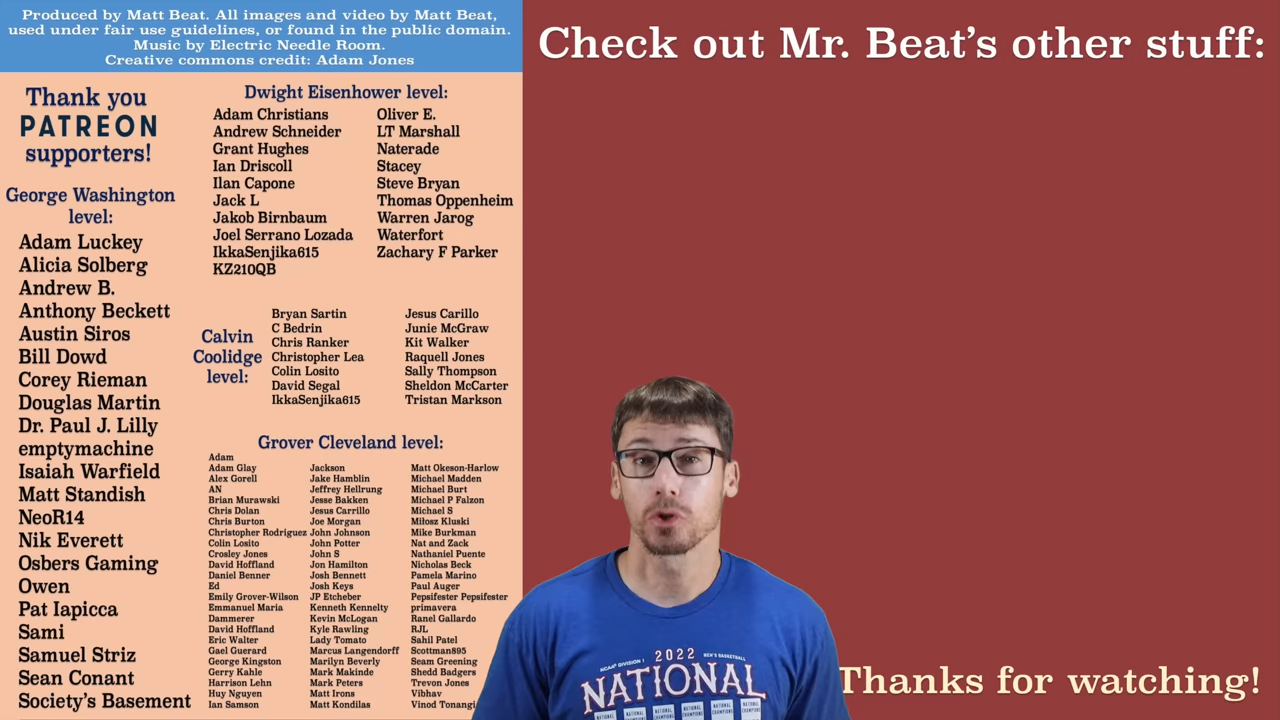 Produced by Matt Beat. All images and video by Matt Beat,
used under fair use guidelines, or found in the public domain.
Music by Electric Needle Room.
Creative commons credit: Adam Jones
Check out Mr. Beat's other stuff:
Thank you
PATREON
supporters!
George Washington
level:
Adam Luckey
Alicia Solberg
Andrew B.
Anthony Beckett
Austin Siros
Bill Dowd
Corey Rieman
Douglas Martin
Dr. Paul J. Lilly
emptymachine
Isaiah Warfield
Matt Standish
NeoR14
Nik Everett
Osbers Gaming
Owen
Pat Iapicca
Sami
Samuel Striz
Sean Conant
Society's Basement
Dwight Eisenhower level:
Adam Christians
Andrew Schneider
Grant Hughes
Ian Driscoll
Ilan Capone
Jack L
Jakob Birnbaum
Joel Serrano Lozada
IkkaSenjika615
KZ210QB
Oliver E.
LT Marshall
Naterade
Stacey
Steve Bryan
Thomas Oppenheim
Warren Jarog
Waterfort
Zachary F Parker
Calvin
Coolidge
level:
Bryan Sartin
C Bedrin
Chris Ranker
Christopher Lea
Colin Losito
David Segal
IkkaSenjika615
Jesus Carillo
Junie McGraw
Kit Walker
Raquell Jones
Sally Thompson
Sheldon McCarter
Tristan Markson
Grover Cleveland level:
Adam
Adam Glay
Alex Gorell
AN
Brian Murawski
Chris Dolan
Chris Burton
Christopher Rodriguez
Colin Losito
Crosley Jones
David Hoffland
Daniel Benner
Ed
Emily Grover-Wilson
Emmanuel Maria
Dammerer
David Hoffland
Eric Walter
Gael Guerard
George Kingston
Gerry Kahle
Harrison Lehn
Huy Nguyen
Ian Samson
Jackson
Jake Hamblin
Jeffrey Hellrung
Jesse Bakken
Jesus Carrillo
Joe Morgan
John Johnson
John Potter
John S
Jon Hamilton
Josh Bennett
Josh Keys
JP Etcheber
Kenneth Kennelty
Kevin McLogan
Kyle Rawling
Lady Tomato
Marcus Langendorff
Marilyn Beverly
Mark Makinde
Mark Peters
Matt Irons
Matt Kondilas
Matt Okeson-Harlow
Michael Madden
Michael Burt
Michael P Falzon
Michael S
Miłosz Kluski
Mike Burkman
Nat and Zack
Nathaniel Puente
Nicholas Beck
Pamela Marino
Paul Auger
Pepsifester Pepsifester
primavera
Ranel Gallardo
RJL
Sahil Patel
Scottman895
Seam Greening
Shedd Badgers
Trevon Jones
Vibhav
Vinod Tonangi
NCAA DIVISION I 2022 MEN'S BASKETBALL
NATIONAL
Thanks for watching!